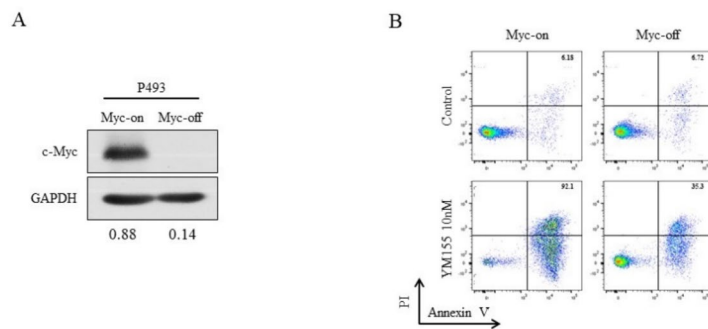 A
B
P493
Myc-on Myc-off
c-Myc
GAPDH
0.88 0.14
Myc-on Myc-off
Control
6.18
6.72
YM155 10nM
92.1
35.3
PI
Annexin V